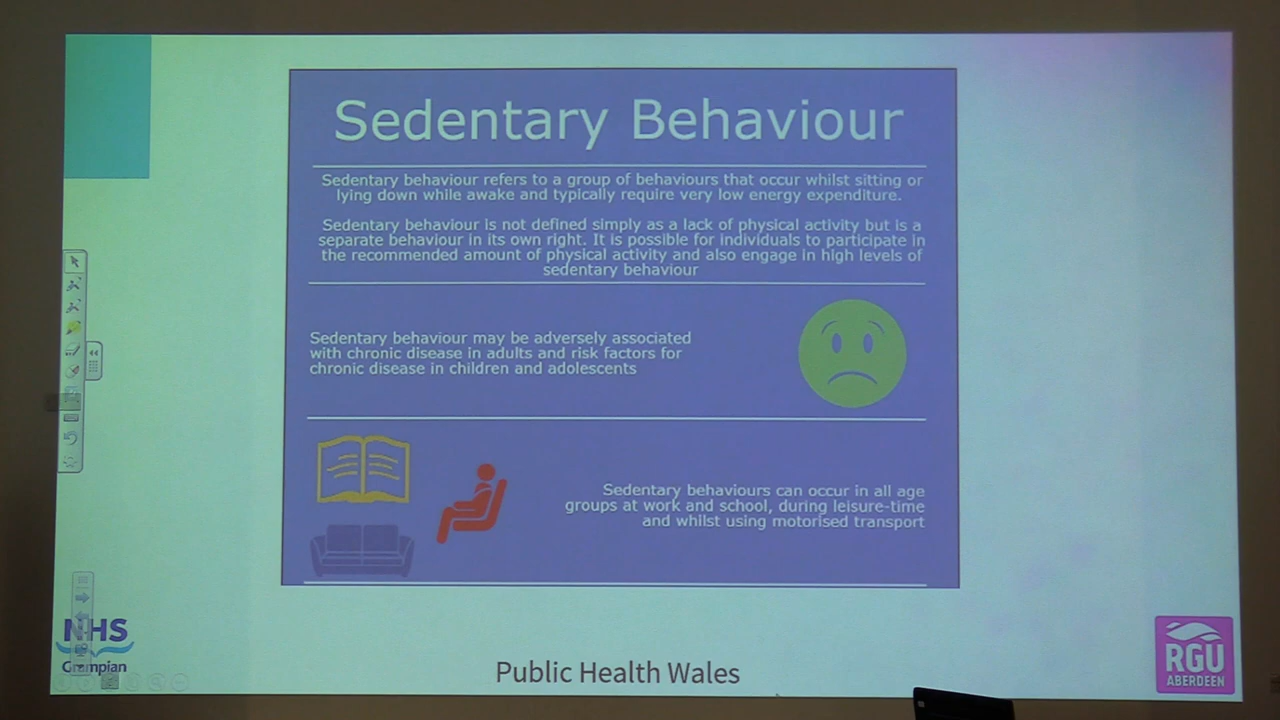 Sedentary Behaviour
Sedentary behaviour refers to a group of behaviours that occur whilst sitting or
lying down while awake and typically require very low energy expenditure.
Sedentary behaviour is not defined simply as a lack of physical activity but is a
separate behaviour in its own right. It is possible for individuals to participate in
the recommended amount of physical activity and also engage in high levels of
sedentary behaviour
Sedentary behaviour may be adversely associated
with chronic disease in adults and risk factors for
chronic disease in children and adolescents
Sedentary behaviours can occur in all age
groups at work and school, during leisure-time
and whilst using motorised transport
NHS
Grampian
Public Health Wales
RGU
ABERDEEN